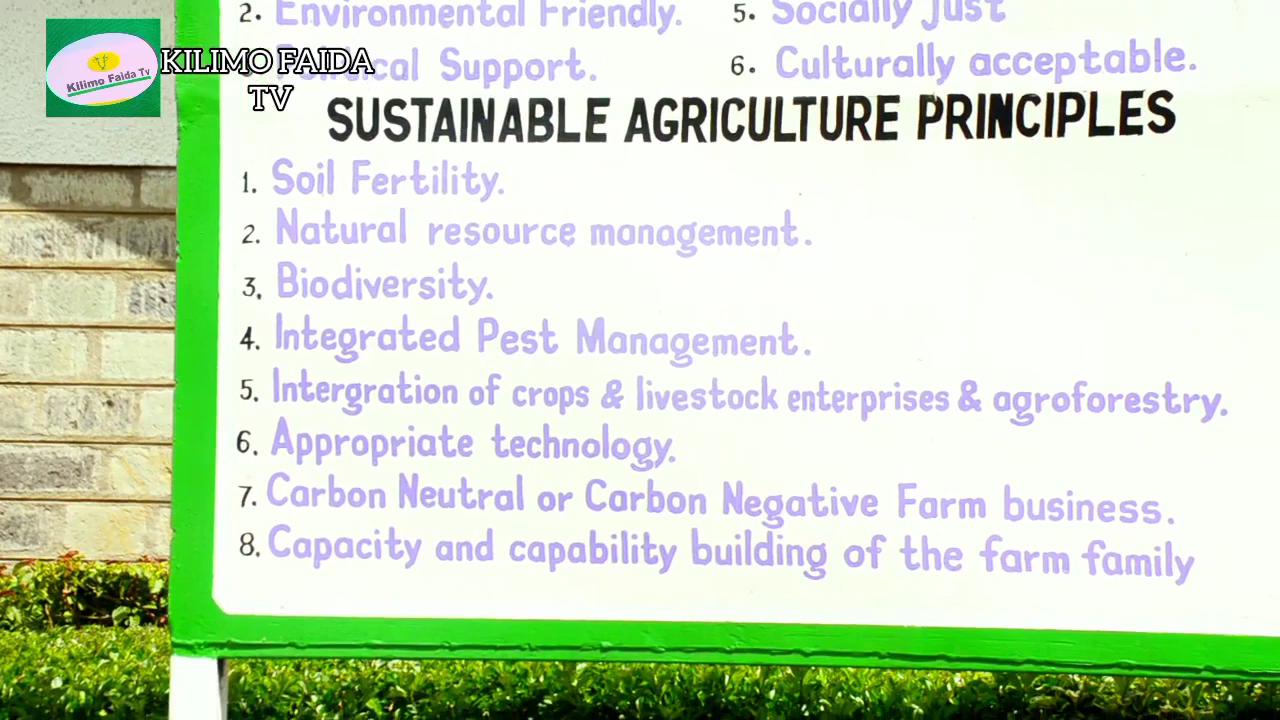 2. Environmental Friendly. 5. Socially Just
Kilimo Faida Tv
KILIMO FAIDA
TV
Support. 6. Culturally acceptable.
SUSTAINABLE AGRICULTURE PRINCIPLES
1. Soil Fertility.
2. Natural resource management.
3. Biodiversity.
4. Integrated Pest Management.
5. Intergration of crops & livestock enterprises & agroforestry.
6. Appropriate technology.
7. Carbon Neutral or Carbon Negative Farm business.
8. Capacity and capability building of the farm family